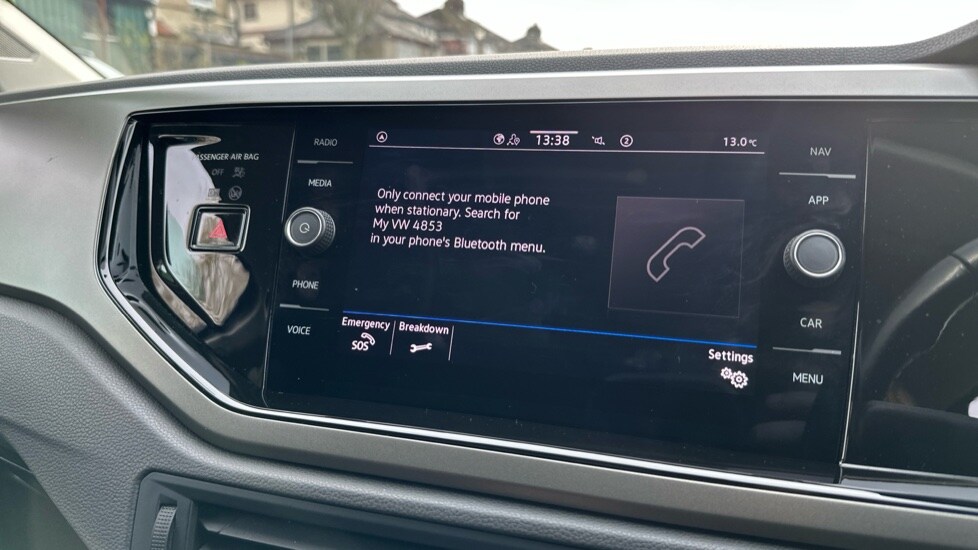 PASSENGER AIR BAG
OFF
RADIO
MEDIA
PHONE
VOICE
A
13:38
2
13.0°C
Only connect your mobile phone
when stationary. Search for
My VW 4853
in your phone's Bluetooth menu.
Emergency
SOS
Breakdown
Settings
NAV
APP
CAR
MENU